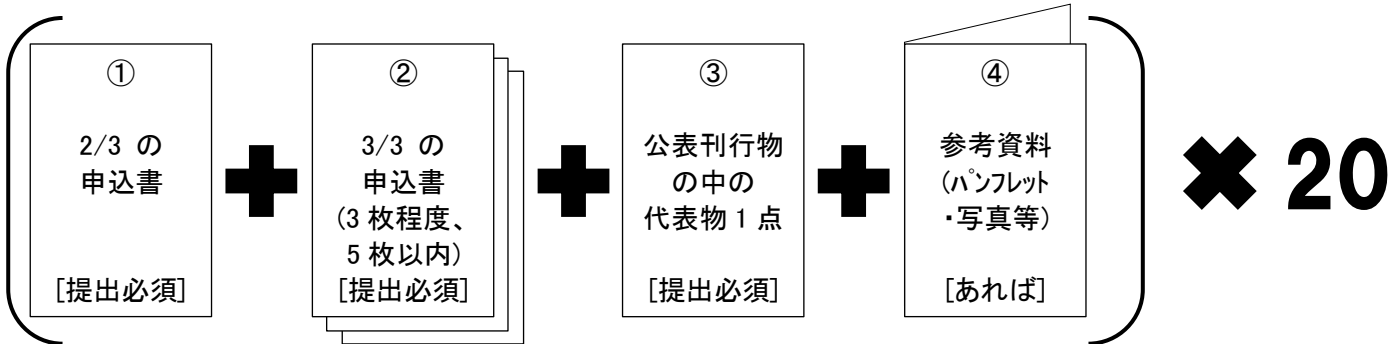 ①
2/3 の
申込書
[提出必須]
②
3/3 の
申込書
(3 枚程度、
5 枚以内)
[提出必須]
③
公表刊行物
の中の
代表物 1 点
[提出必須]
④
参考資料
(ﾊﾟﾝﾌﾚｯﾄ
・写真等)
[あれば]
✖ 20